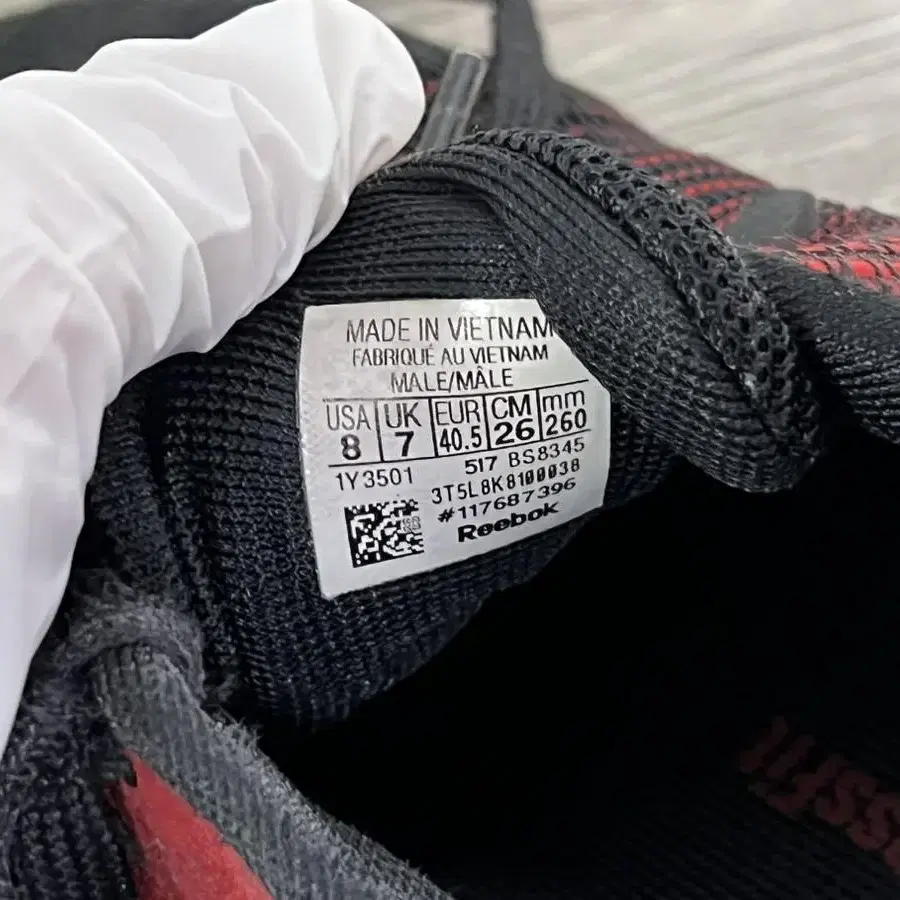 MADE IN VIETNAM
FABRIQUÉ AU VIETNAM
MALE/MÂLE
USA UK EUR CM mm
8 7 40.5 26 260
1Y3501 517 BS8345
3T5L8K8100038
#117687396
Reebok